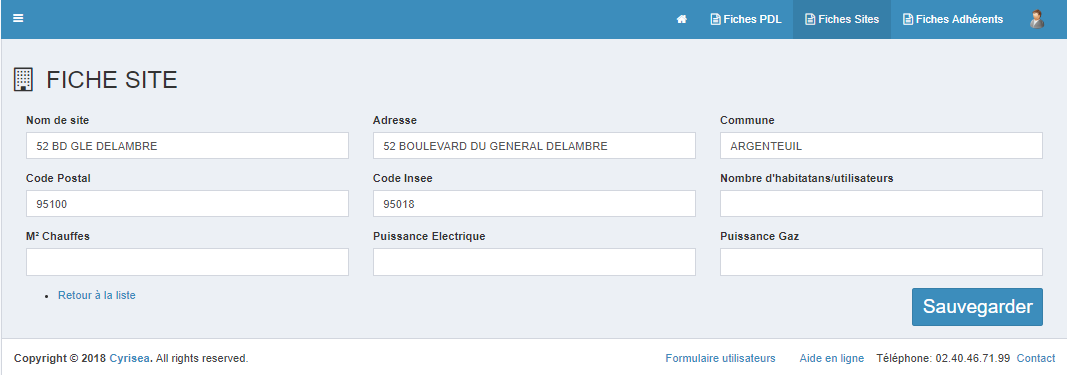 Fiches PDL Fiches Sites Fiches Adhérents
FICHE SITE
Nom de site Adresse Commune
52 BD GLE DELAMBRE 52 BOULEVARD DU GENERAL DELAMBRE ARGENTEUIL
Code Postal Code Insee Nombre d'habitatans/utilisateurs
95100 95018
M² Chauffes Puissance Electrique Puissance Gaz
• Retour à la liste Sauvegarder
Copyright © 2018 Cyrisea. All rights reserved. Formulaire utilisateurs Aide en ligne Téléphone: 02.40.46.71.99 Contact